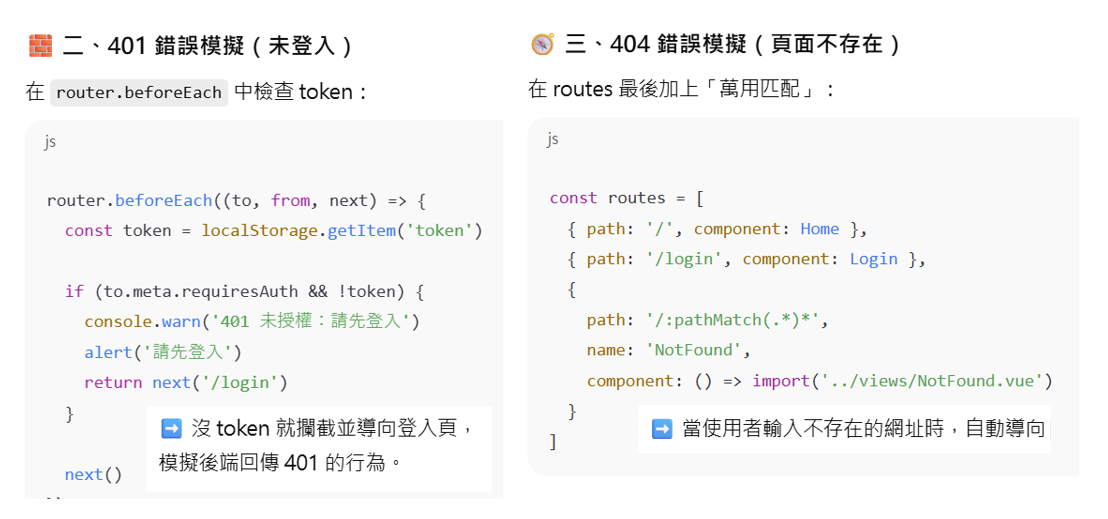 🧱 二、401 錯誤模擬（未登入）
在 router.beforeEach 中檢查 token：
js
router.beforeEach((to, from, next) => {
const token = localStorage.getItem('token')
if (to.meta.requiresAuth && !token) {
console.warn('401 未授權：請先登入')
alert('請先登入')
return next('/login')
}
➡️ 沒 token 就攔截並導向登入頁，
模擬後端回傳 401 的行為。
next()
🧭 三、404 錯誤模擬（頁面不存在）
在 routes 最後加上「萬用匹配」：
js
const routes = [
{ path: '/', component: Home },
{ path: '/login', component: Login },
{
path: '/:pathMatch(.*)*',
name: 'NotFound',
component: () => import('../views/NotFound.vue')
}
➡️ 當使用者輸入不存在的網址時，自動導向
]